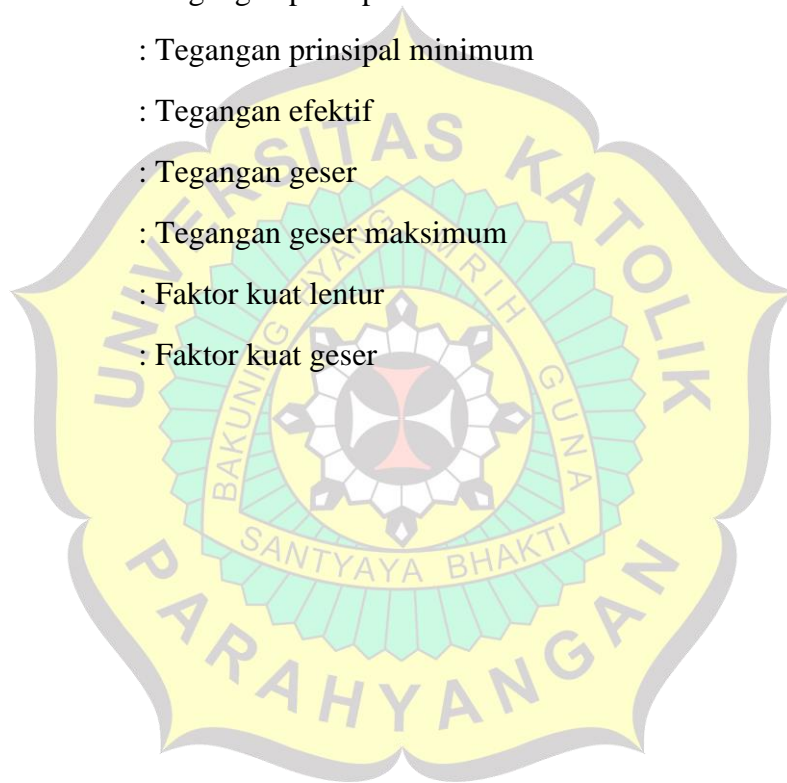 : Tegangan prinsipal minimum
: Tegangan efektif
: Tegangan geser
: Tegangan geser maksimum
: Faktor kuat lentur
: Faktor kuat geser
UNIVERSITAS KATOLIK
PARAHYANGAN
BAKUNING HYANG MRIH GUNA
SANTYAYA BHAKTI